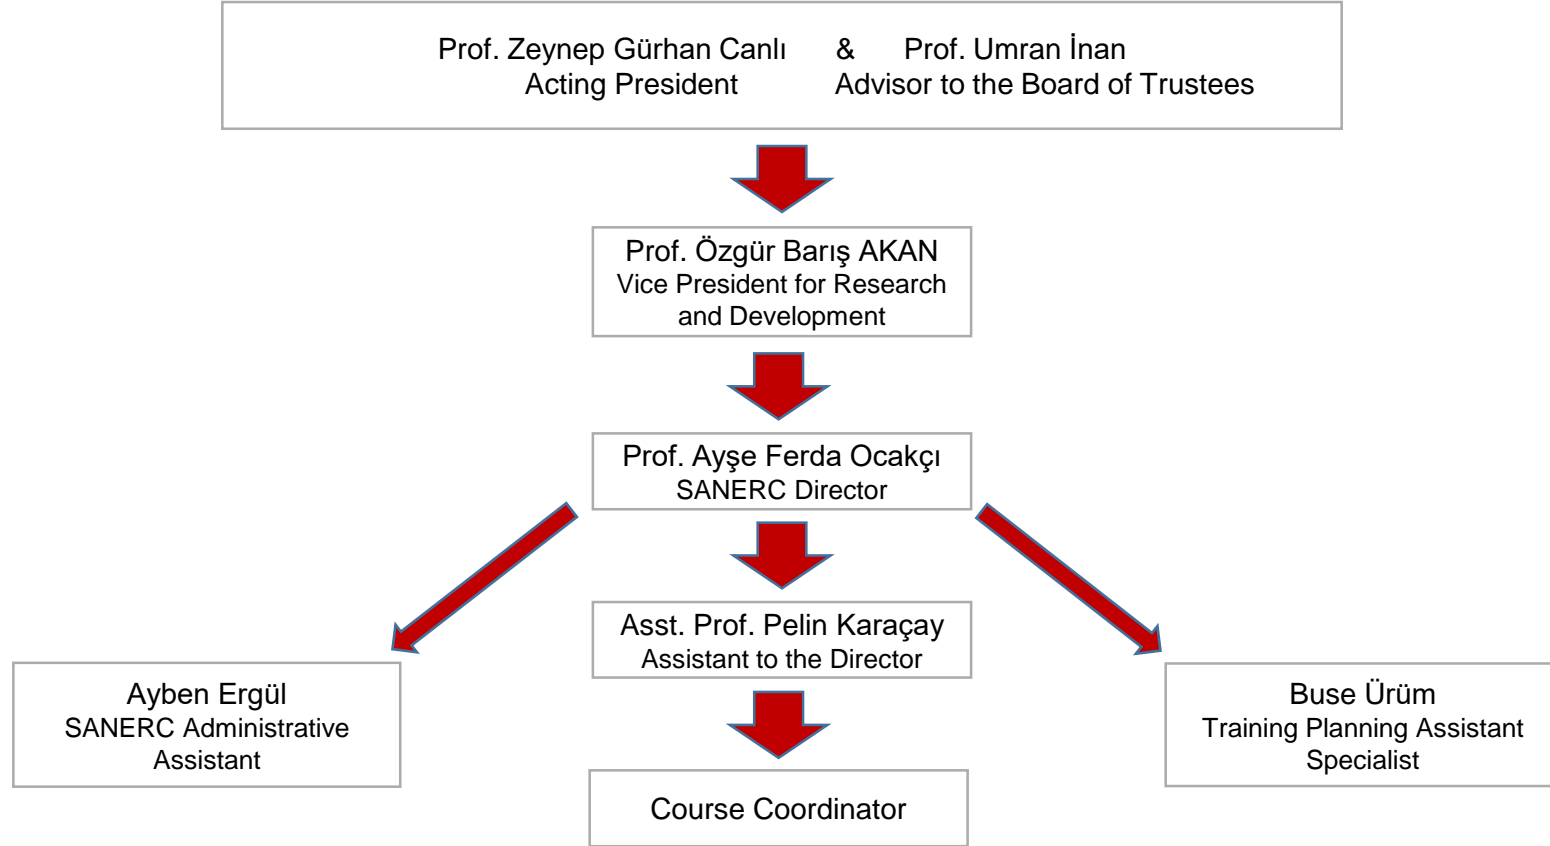 Prof. Zeynep Gürhan Canlı & Prof. Umran İnan
Acting President Advisor to the Board of Trustees
Prof. Özgür Barış AKAN
Vice President for Research
and Development
Prof. Ayşe Ferda Ocakçı
SANERC Director
Asst. Prof. Pelin Karaçay
Assistant to the Director
Ayben Ergül
SANERC Administrative
Assistant
Buse Ürüm
Training Planning Assistant
Specialist
Course Coordinator